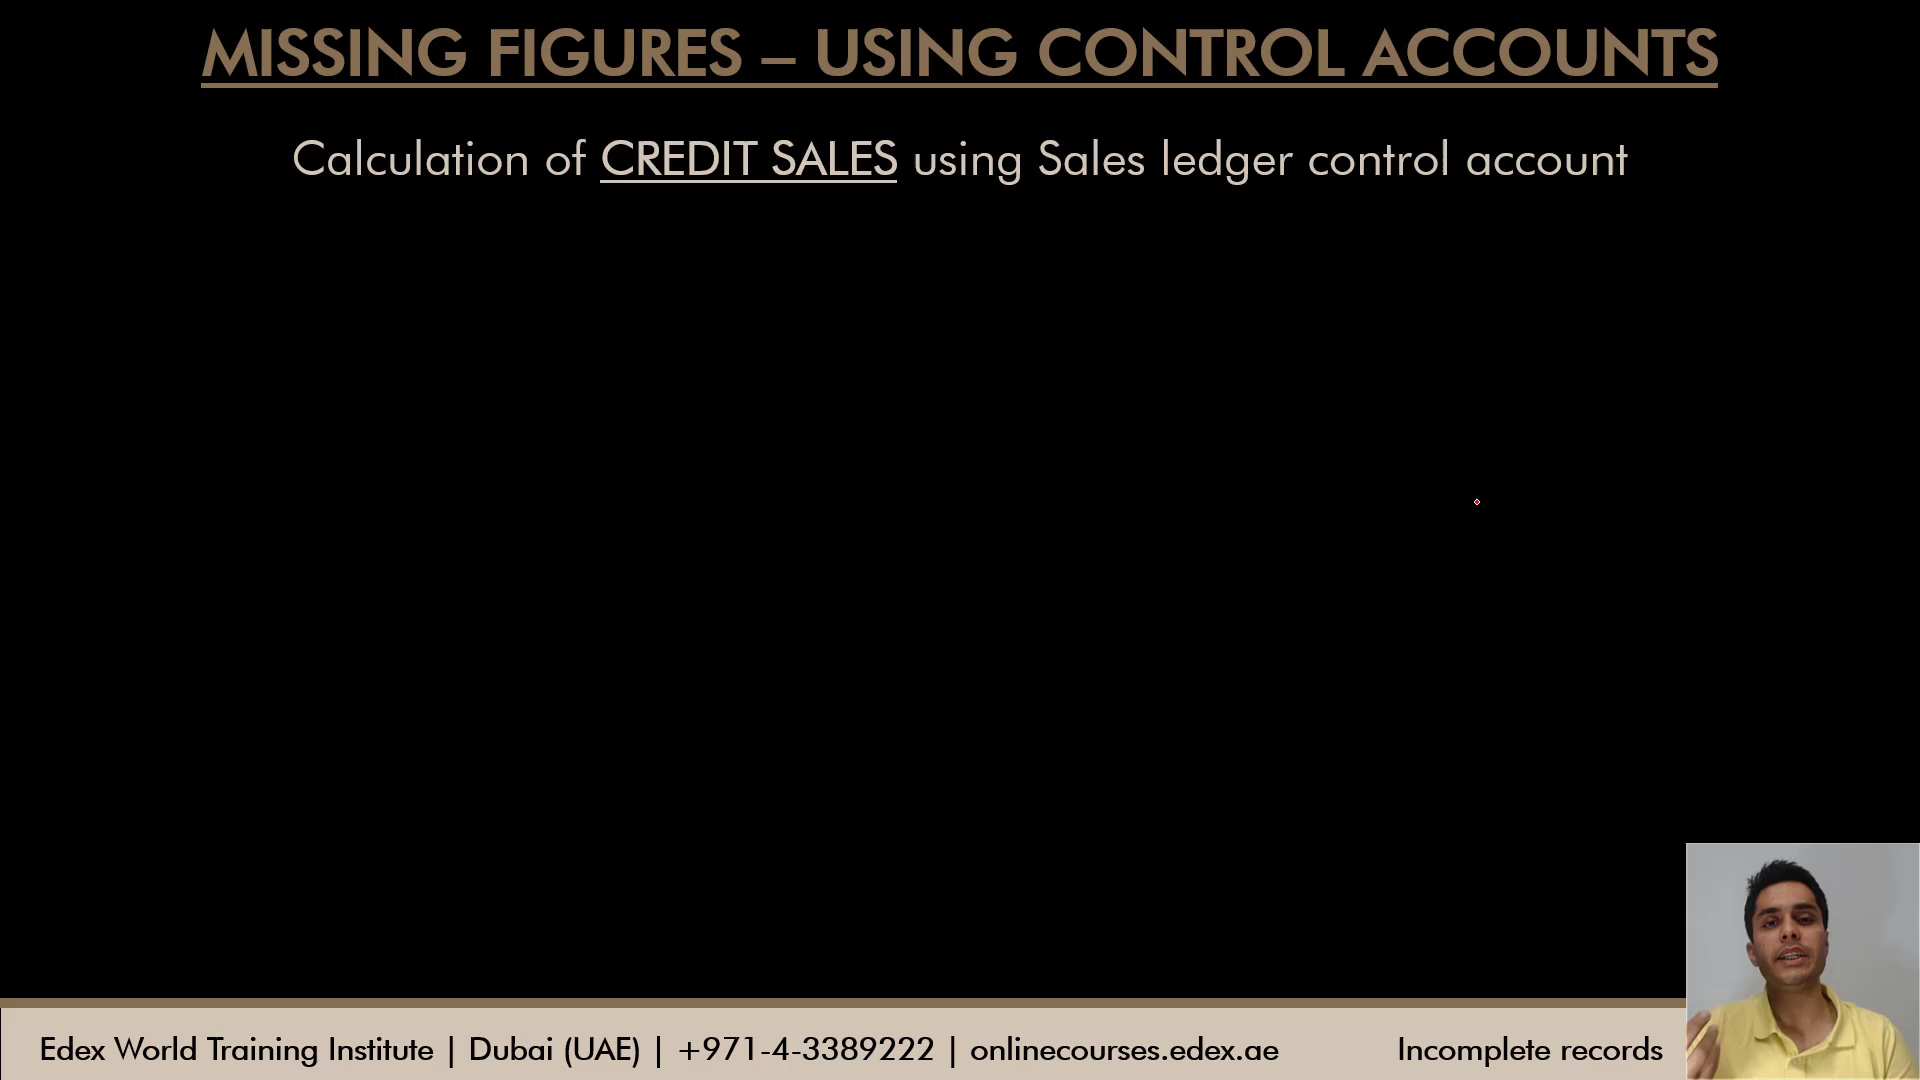 MISSING FIGURES – USING CONTROL ACCOUNTS
Calculation of CREDIT SALES using Sales ledger control account
Edex World Training Institute | Dubai (UAE) | +971-4-3389222 | onlinecourses.edex.ae Incomplete records